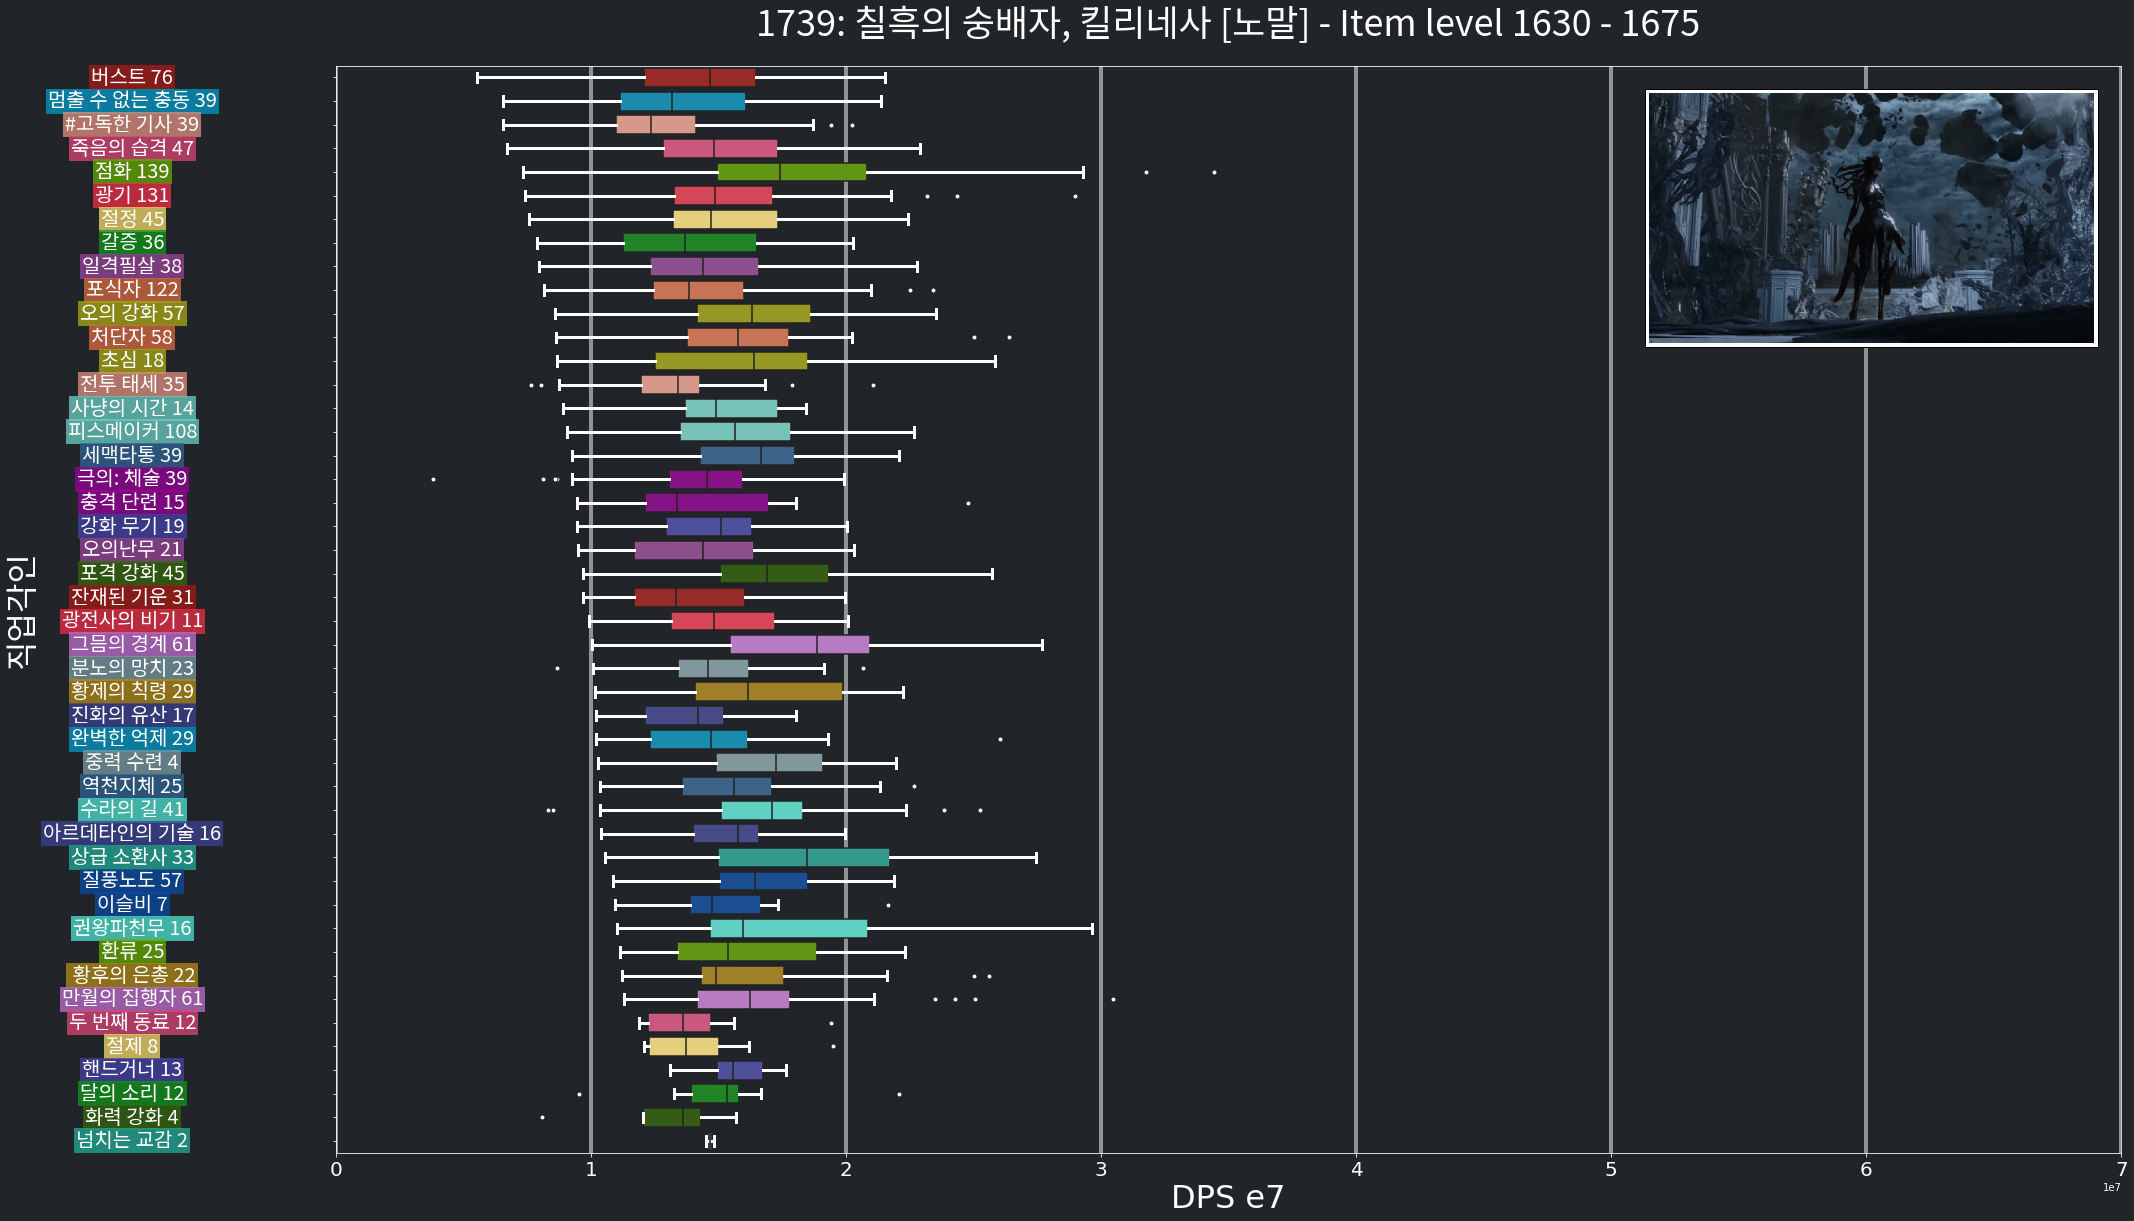 1739: 칠흑의 숭배자, 킬리네사 [노말] - Item level 1630 - 1675
버스트 76
멈출 수 없는 충동 39
#고독한 기사 39
죽음의 습격 47
점화 139
광기 131
절정 45
갈증 36
일격필살 38
포식자 122
오의 강화 57
처단자 58
초심 18
전투 태세 35
사냥의 시간 14
피스메이커 108
세맥타통 39
극의: 체술 39
충격 단련 15
강화 무기 19
오의난무 21
포격 강화 45
잔재된 기운 31
광전사의 비기 11
그믐의 경계 61
분노의 망치 23
황제의 칙령 29
진화의 유산 17
완벽한 억제 29
중력 수련 4
역천지체 25
수라의 길 41
아르데타인의 기술 16
상급 소환사 33
질풍노도 57
이슬비 7
권왕파천무 16
환류 25
황후의 은총 22
만월의 집행자 61
두 번째 동료 12
절제 8
핸드거너 13
달의 소리 12
화력 강화 4
넘치는 교감 2
직업각인
0 1 2 3 4 5 6 7
1e7
DPS e7